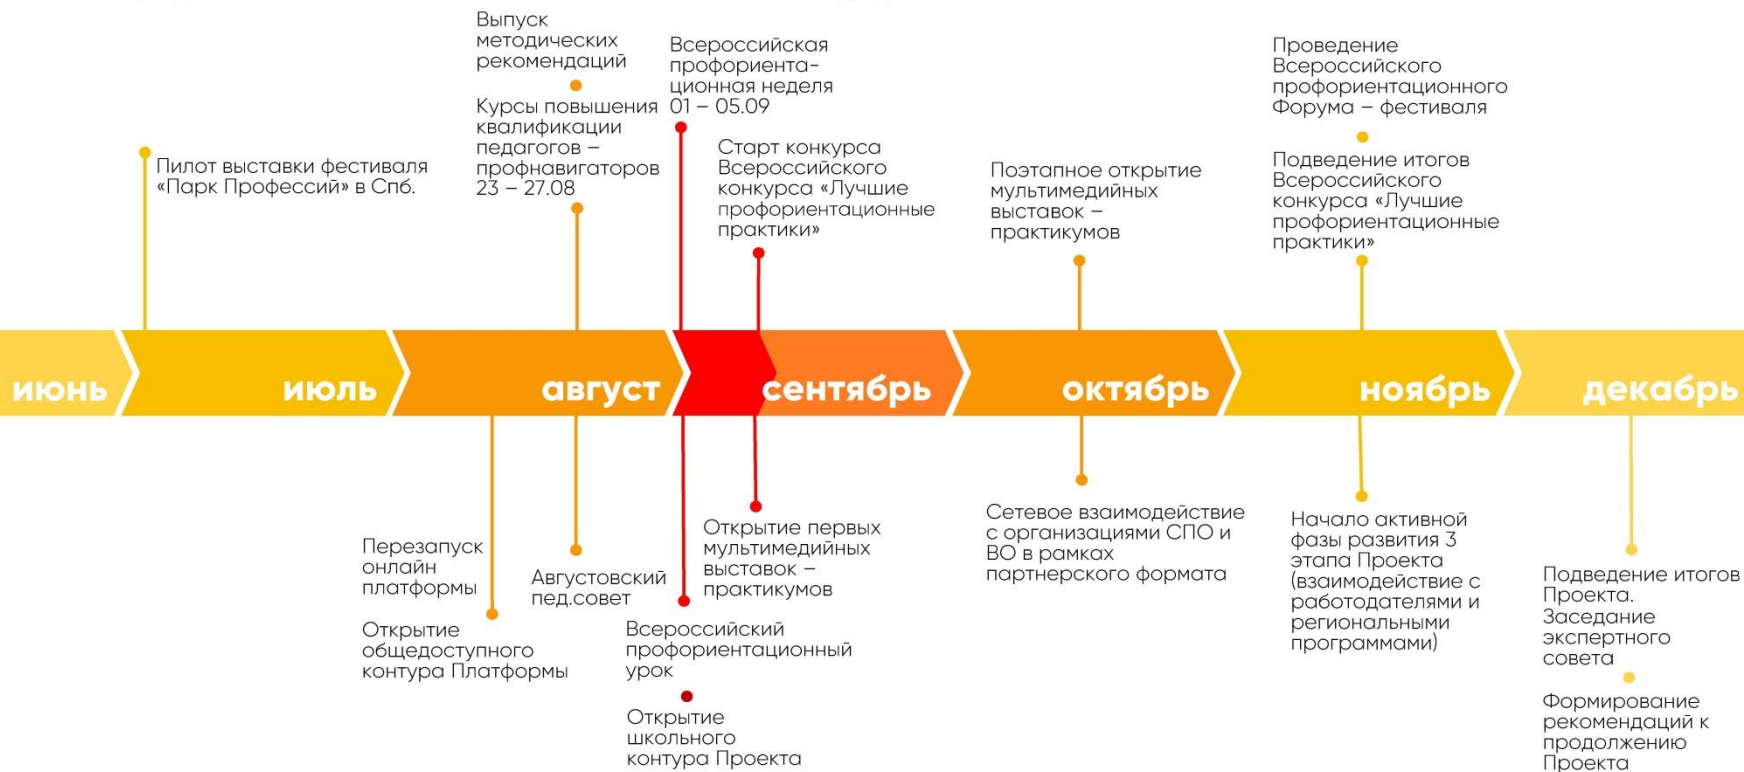 Выпуск
методических
рекомендаций
Курсы повышения
квалификации
педагогов –
профнавигаторов
23 – 27.08
Всероссийская
профориента-
ционная неделя
01 – 05.09
Старт конкурса
Всероссийского
конкурса «Лучшие
профориентационные
практики»
Проведение
Всероссийского
профориентационного
Форума – фестиваля
Подведение итогов
Всероссийского
конкурса «Лучшие
профориентационные
практики»
Пилот выставки фестиваля
«Парк Профессий» в Спб.
Поэтапное открытие
мультимедийных
выставок –
практикумов
июнь
июль
август
сентябрь
октябрь
ноябрь
декабрь
Перезапуск
онлайн
платформы
Открытие
общедоступного
контура Платформы
Августовский
пед.совет
Открытие первых
мультимедийных
выставок –
практикумов
Всероссийский
профориентационный
урок
Открытие
школьного
контура Проекта
Сетевое взаимодействие
с организациями СПО и
ВО в рамках
партнерского формата
Начало активной
фазы развития 3
этапа Проекта
(взаимодействие с
работодателями и
региональными
программами)
Подведение итогов
Проекта.
Заседание
экспертного
совета
Формирование
рекомендаций к
продолжению
Проекта